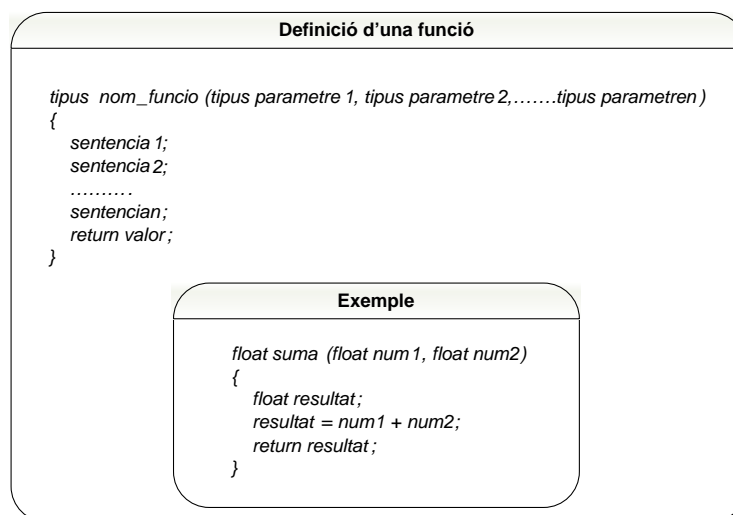 Definició d'una funció
tipus nom_funcio (tipus parametre 1, tipus parametre 2,.......tipus parametren )
{
sentencia 1;
sentencia 2;
..........
sentencian;
return valor;
}
Exemple
float suma (float num1, float num2)
{
float resultat;
resultat = num1 + num2;
return resultat;
}